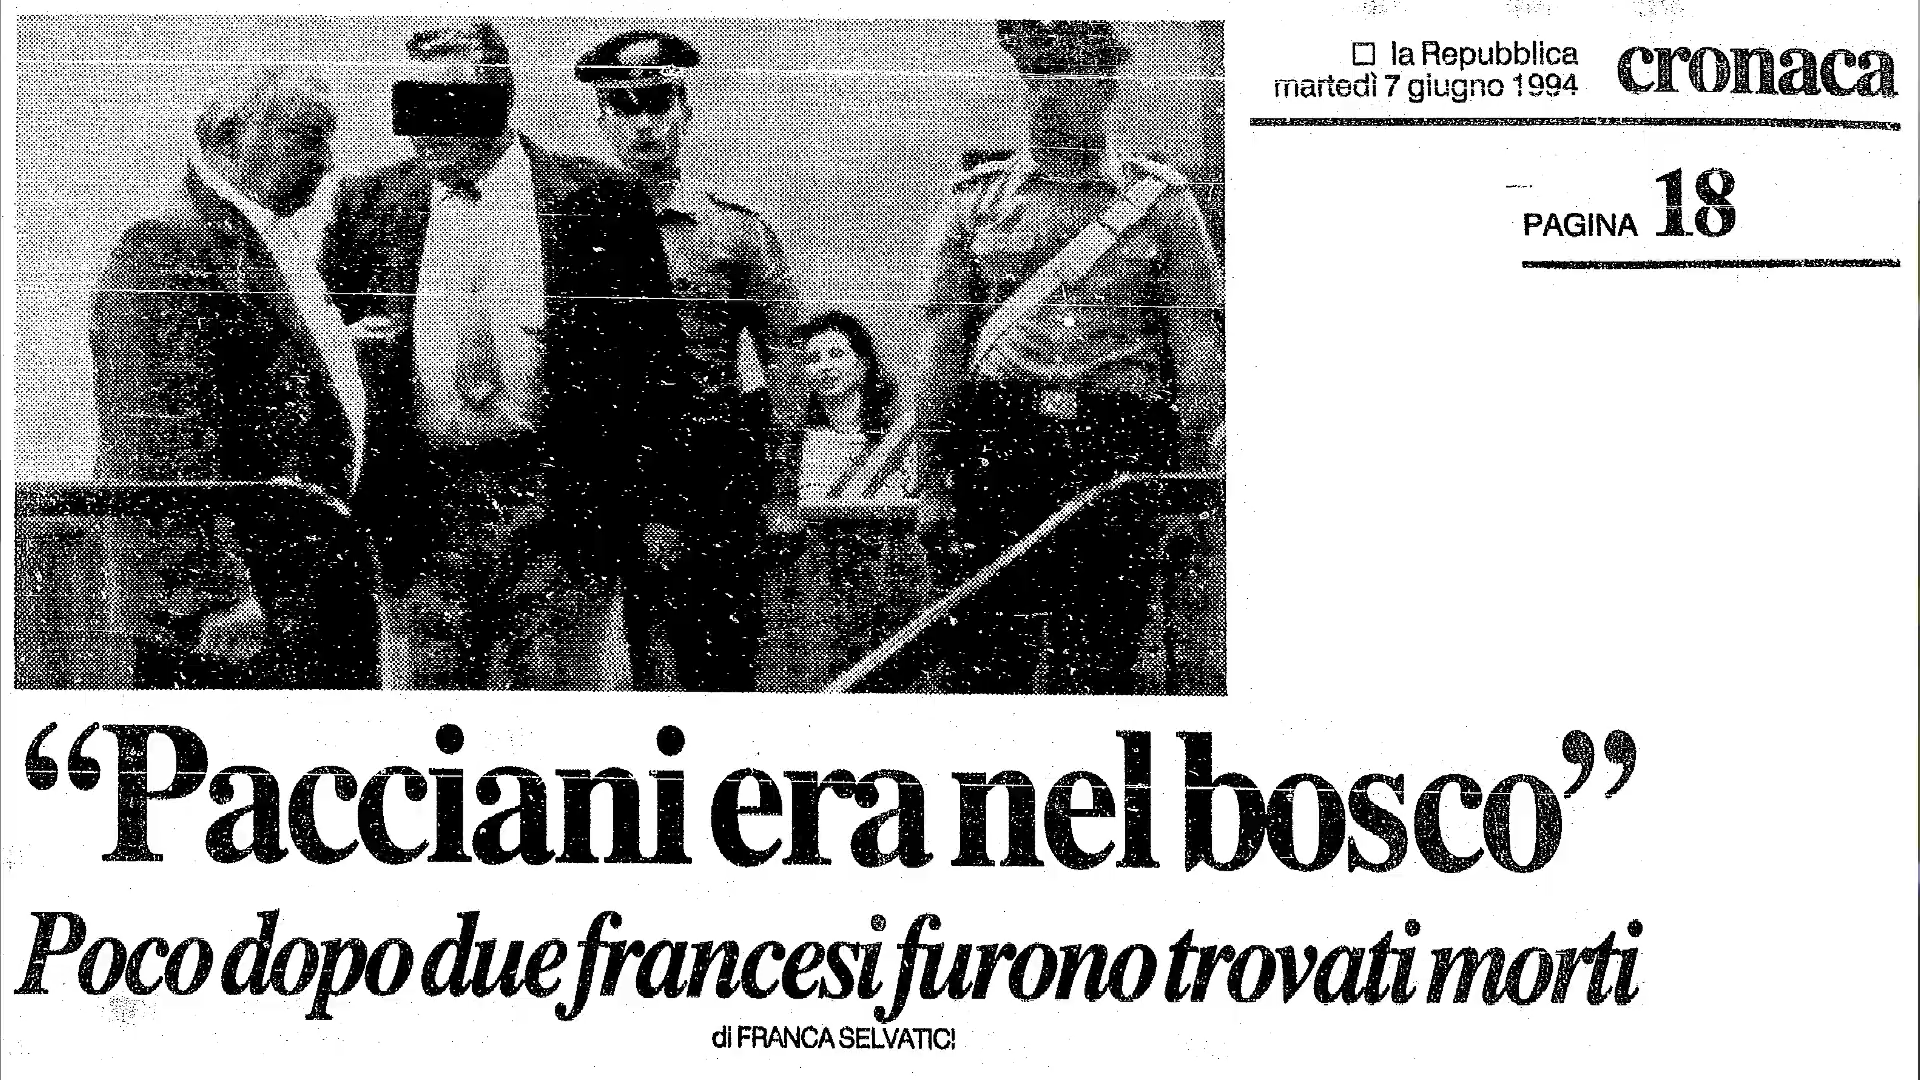 □ la Repubblica
martedì 7 giugno 1994
cronaca
PAGINA 18
“Pacciani era nel bosco”
Poco dopo due francesi furono trovati morti
di FRANCA SELVATICI